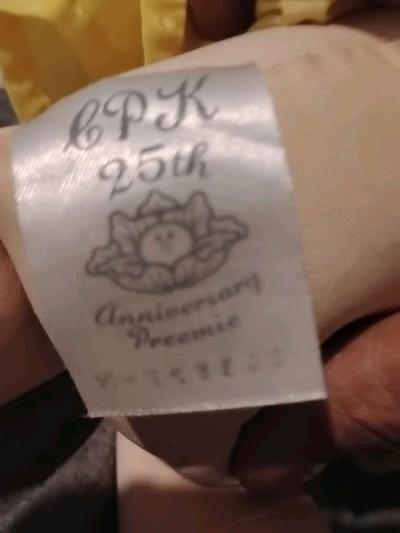 CPK
25th
Anniversary
Preemie